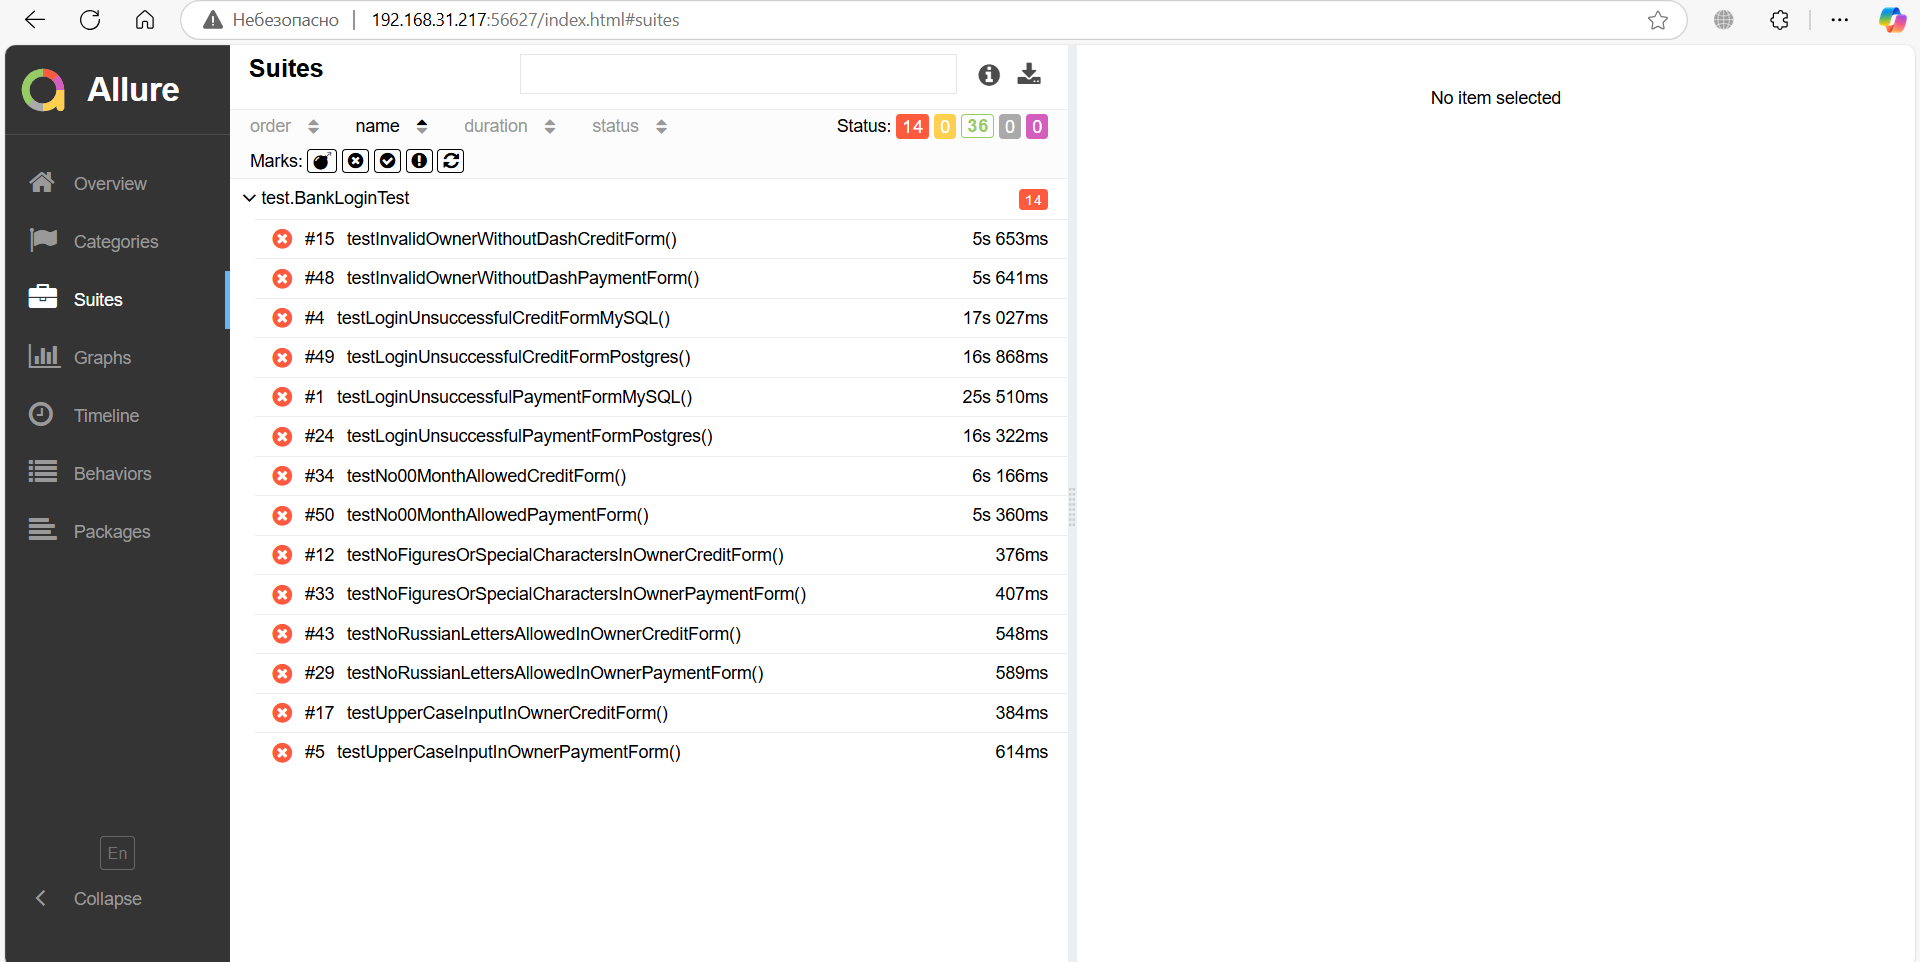 Небезопасно 192.168.31.217:56627/index.html#suites
Allure
Overview
Categories
Suites
Graphs
Timeline
Behaviors
Packages
En
Collapse
Suites
order name duration status Status: 14 0 36 0 0
Marks:
test.BankLoginTest 14
#15 testInvalidOwnerWithoutDashCreditForm() 5s 653ms
#48 testInvalidOwnerWithoutDashPaymentForm() 5s 641ms
#4 testLoginUnsuccessfulCreditFormMySQL() 17s 027ms
#49 testLoginUnsuccessfulCreditFormPostgres() 16s 868ms
#1 testLoginUnsuccessfulPaymentFormMySQL() 25s 510ms
#24 testLoginUnsuccessfulPaymentFormPostgres() 16s 322ms
#34 testNo00MonthAllowedCreditForm() 6s 166ms
#50 testNo00MonthAllowedPaymentForm() 5s 360ms
#12 testNoFiguresOrSpecialCharactersInOwnerCreditForm() 376ms
#33 testNoFiguresOrSpecialCharactersInOwnerPaymentForm() 407ms
#43 testNoRussianLettersAllowedInOwnerCreditForm() 548ms
#29 testNoRussianLettersAllowedInOwnerPaymentForm() 589ms
#17 testUpperCaseInputInOwnerCreditForm() 384ms
#5 testUpperCaseInputInOwnerPaymentForm() 614ms
No item selected